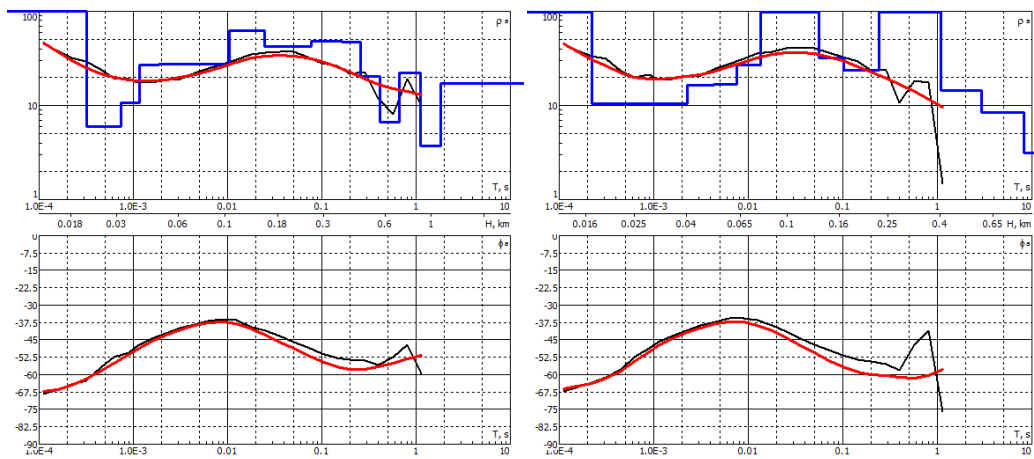 100 ρa 100 ρa
10 10
1 T, s 1 T, s
1.0E-4 1.0E-3 0.01 0.1 1 10 1.0E-4 1.0E-3 0.01 0.1 1 10
0.018 0.03 0.06 0.1 0.18 0.3 0.6 1 H, km 0.016 0.025 0.04 0.065 0.1 0.16 0.25 0.4 0.65 H, km
0 ϕa 0 ϕa
-7.5 -7.5
-15 -15
-22.5 -22.5
-30 -30
-37.5 -37.5
-45 -45
-52.5 -52.5
-60 -60
-67.5 -67.5
-75 -75
-82.5 -82.5
-90 T, s -90 T, s
1.0E-4 1.0E-3 0.01 0.1 1 10 1.0E-4 1.0E-3 0.01 0.1 1 10